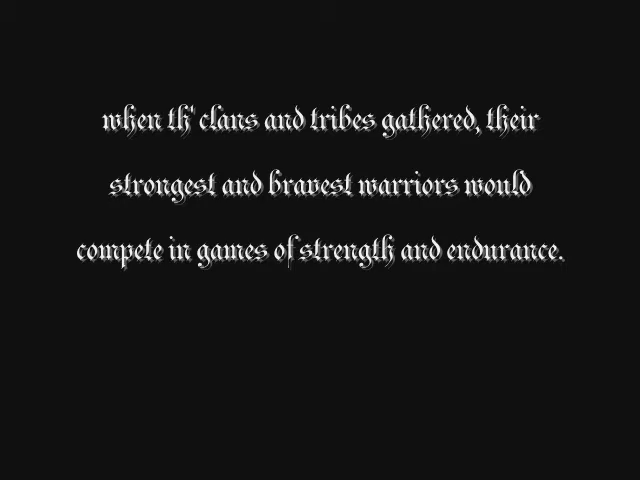 when th' clans and tribes gathered, their
strongest and bravest warriors would
compete in games of strength and endurance.